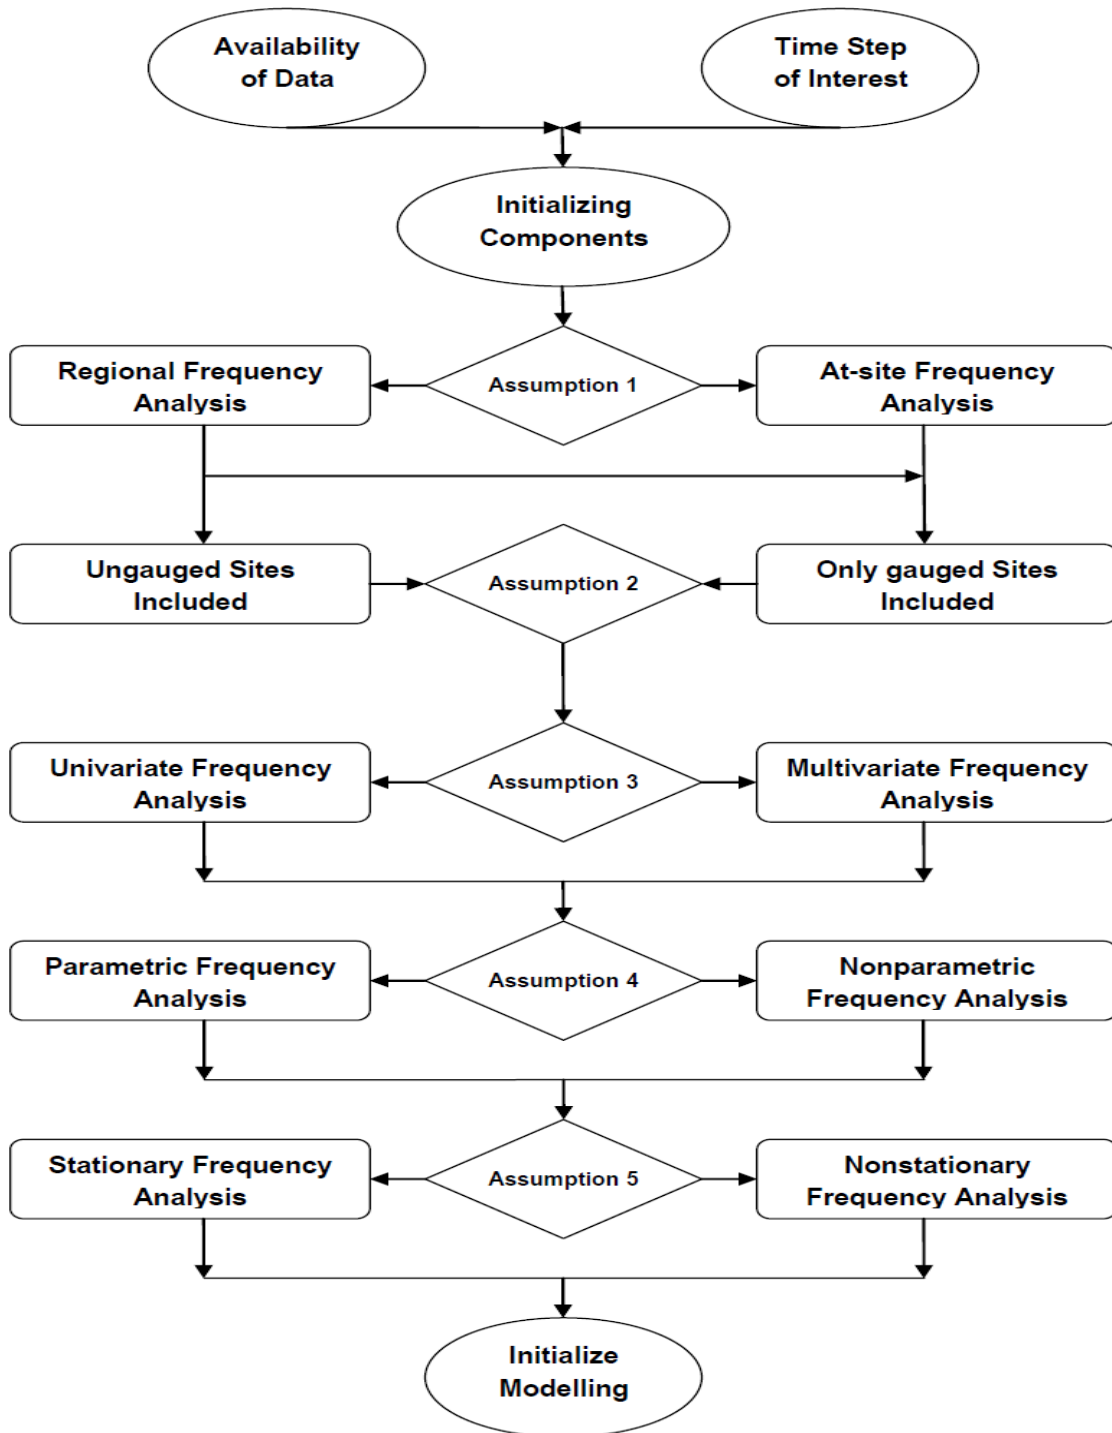 Availability
of Data
Time Step
of Interest
Initializing
Components
Regional Frequency
Analysis
Assumption 1
At-site Frequency
Analysis
Ungauged Sites
Included
Assumption 2
Only gauged Sites
Included
Univariate Frequency
Analysis
Assumption 3
Multivariate Frequency
Analysis
Parametric Frequency
Analysis
Assumption 4
Nonparametric
Frequency Analysis
Stationary Frequency
Analysis
Assumption 5
Nonstationary
Frequency Analysis
Initialize
Modelling